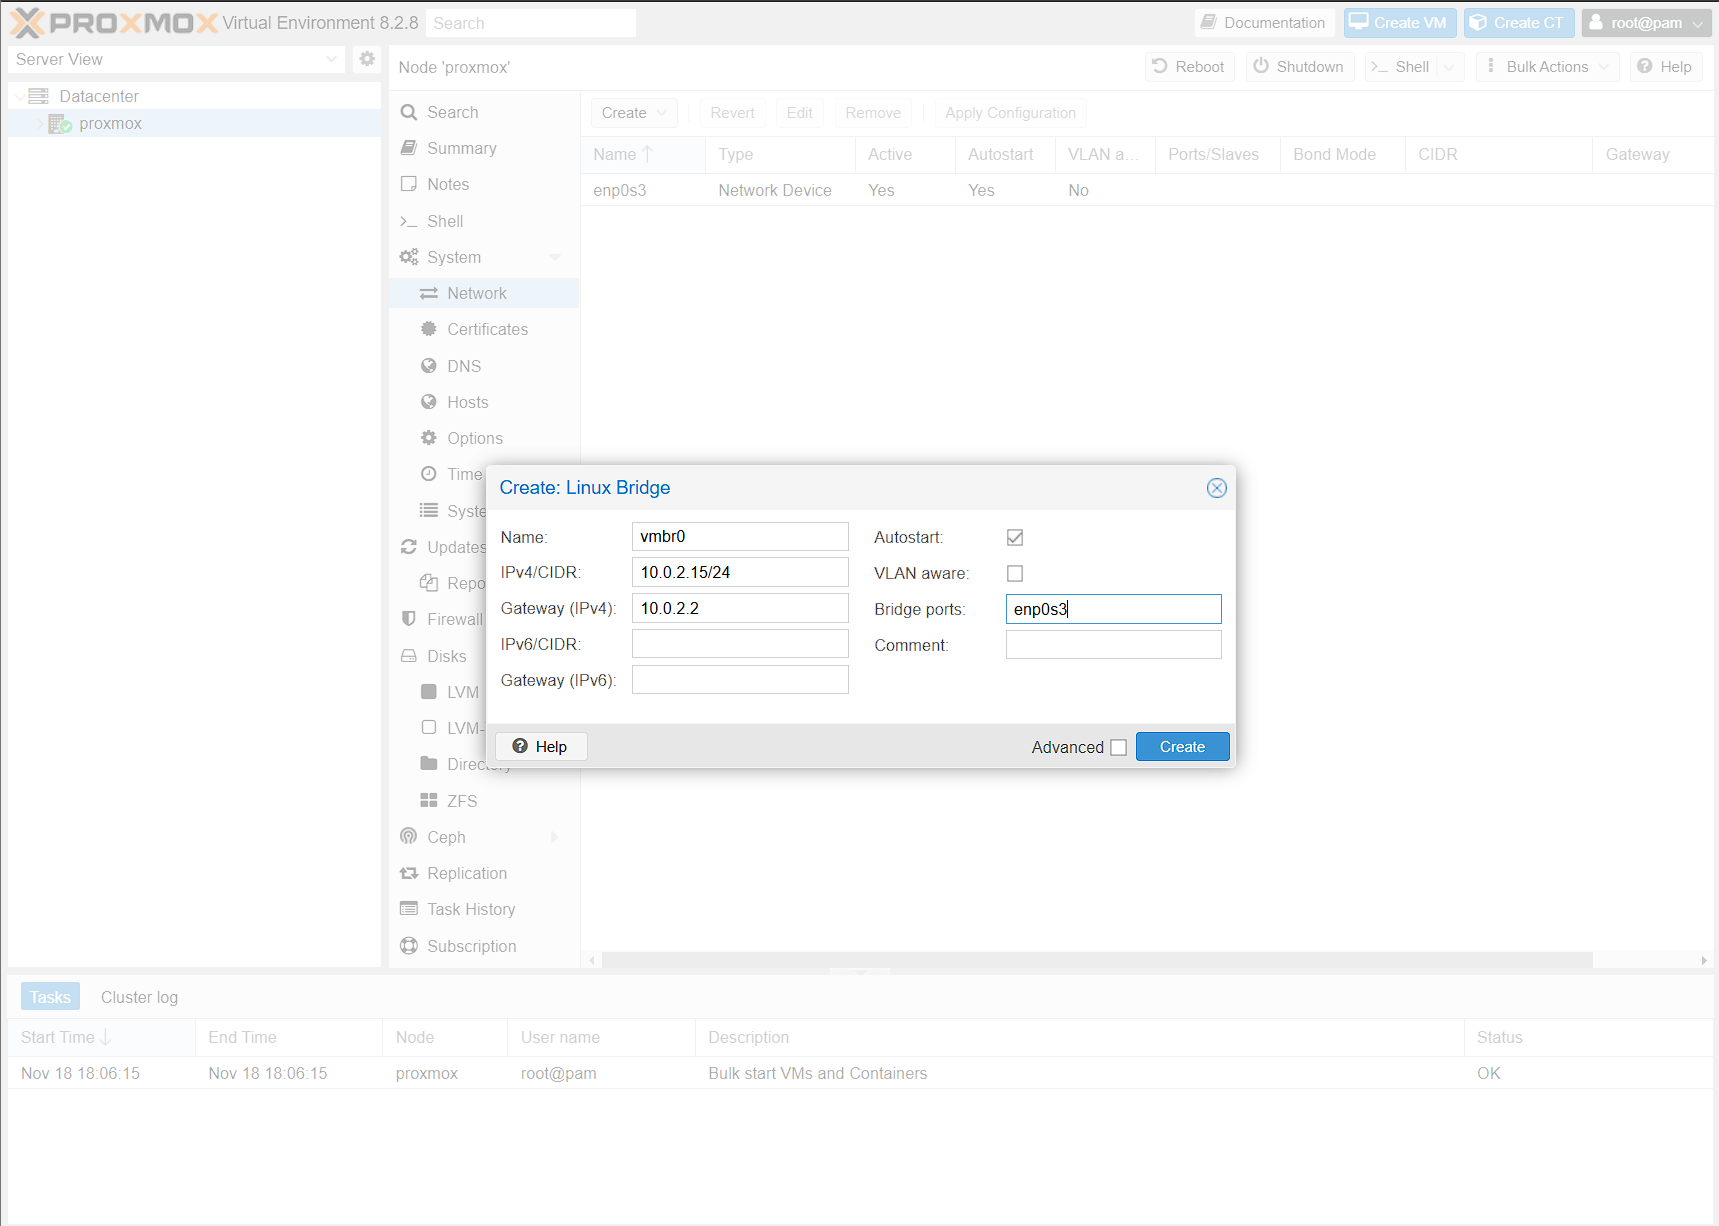 PROXMOX Virtual Environment 8.2.8 Search Documentation Create VM Create CT root@pam
Server View
Node 'proxmox' Reboot Shutdown >_ Shell Bulk Actions Help
Datacenter
proxmox
Search
Summary
Notes
>_ Shell
System
Network
Certificates
DNS
Hosts
Options
Time
Syste
Updates
Repo
Firewall
Disks
LVM
LVM-
Directory
ZFS
Ceph
Replication
Task History
Subscription
Create Revert Edit Remove Apply Configuration
Name Type Active Autostart VLAN a... Ports/Slaves Bond Mode CIDR Gateway
enp0s3 Network Device Yes Yes No
Create: Linux Bridge
Name: vmbr0
IPv4/CIDR: 10.0.2.15/24
Gateway (IPv4): 10.0.2.2
IPv6/CIDR:
Gateway (IPv6):
Autostart:
VLAN aware:
Bridge ports: enp0s3
Comment:
Help Advanced Create
Tasks Cluster log
Start Time End Time Node User name Description Status
Nov 18 18:06:15 Nov 18 18:06:15 proxmox root@pam Bulk start VMs and Containers OK